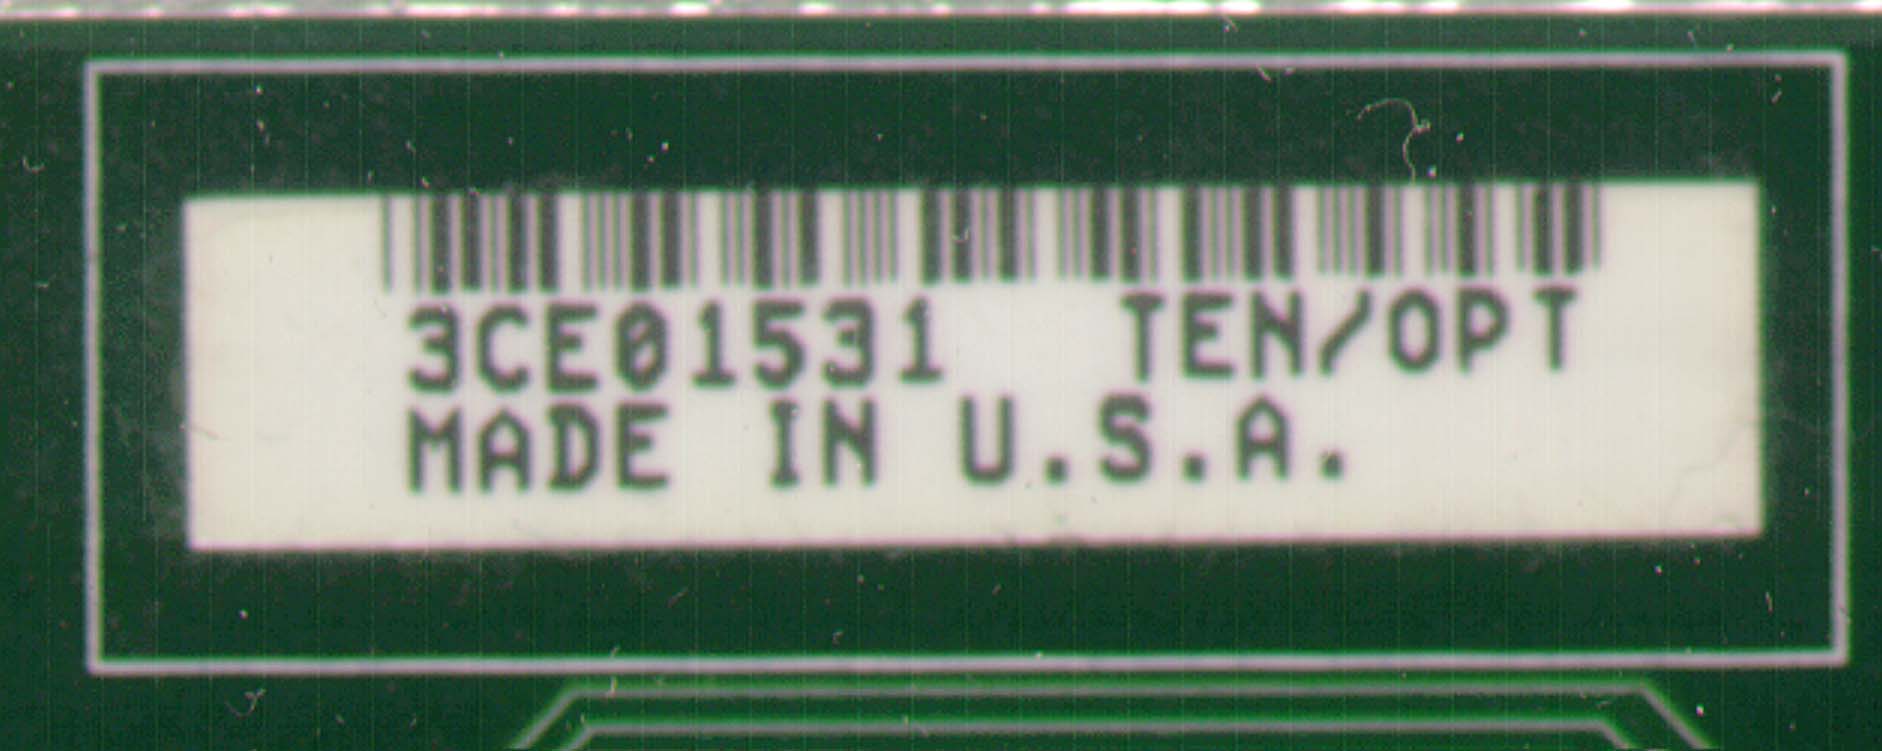 3CE01531 TEN/OPT
MADE IN U.S.A.